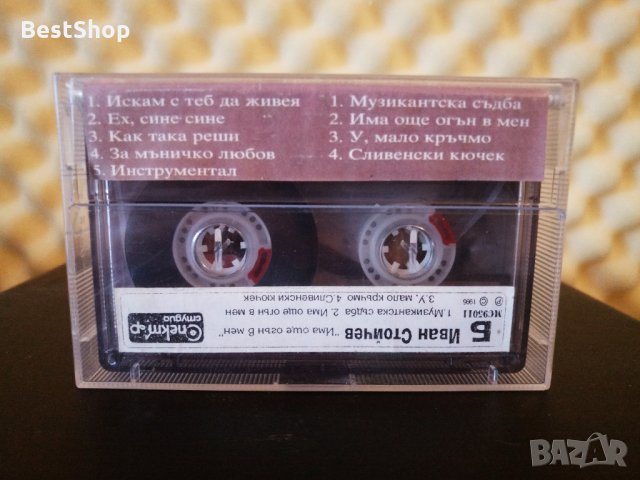 BestShop
1. Искам с теб да живея
2. Ех, сине сине
3. Как така реши
4. За мъничко любов
5. Инструментал
1. Музикантска съдба
2. Има още огън в мен
3. У, мало кръчмо
4. Сливенски кючек
Б
Иван Стойчев
"Има още огън в мен"
Спектър
студио
1.Музикантска съдба 2. Има още огън в мен
3.У, мало кръчмо 4.Сливенски кючек
MC95011
Ⓟ © 1996
BAZAR